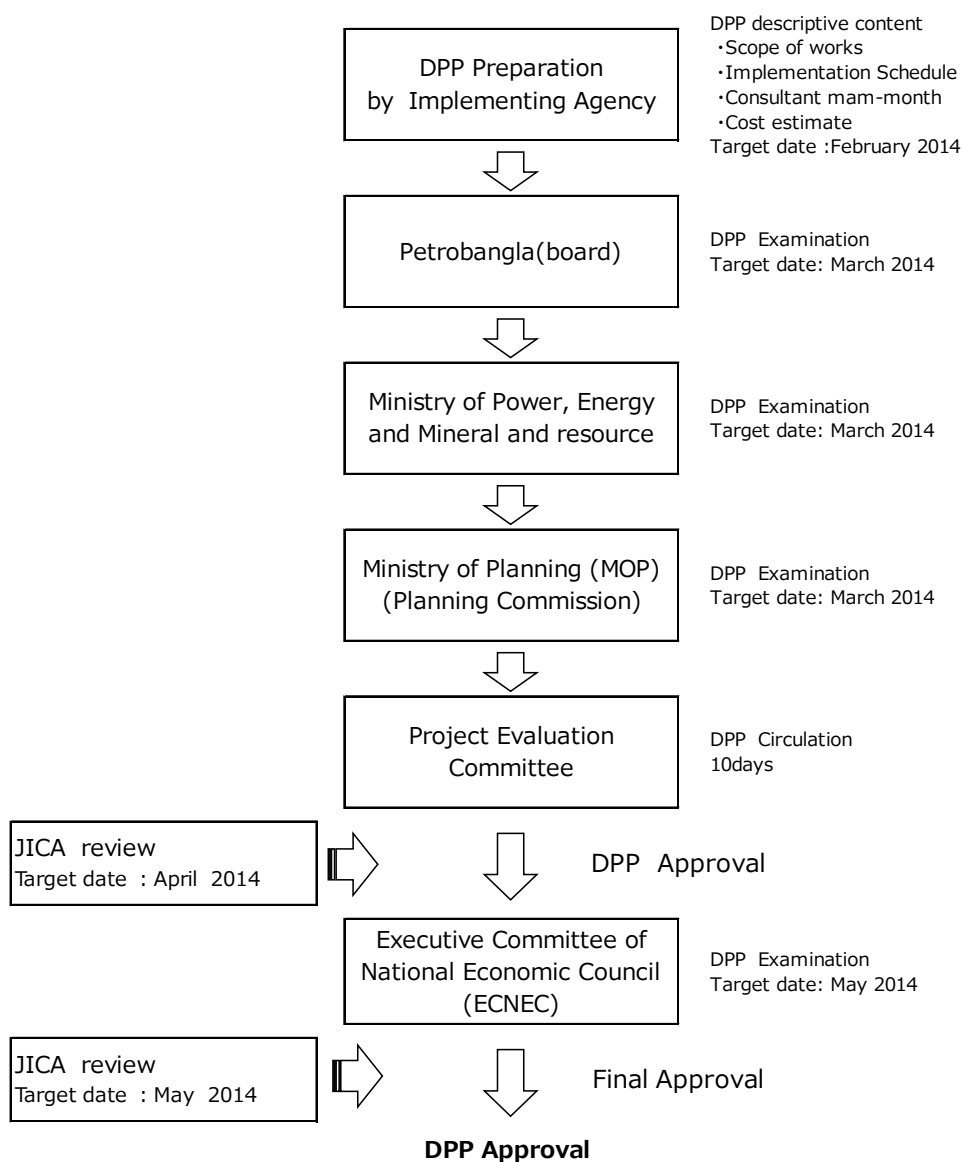 DPP Preparation
by Implementing Agency
DPP descriptive content
・Scope of works
・Implementation Schedule
・Consultant mam-month
・Cost estimate
Target date :February 2014
Petrobangla(board)
DPP Examination
Target date: March 2014
Ministry of Power, Energy
and Mineral and resource
DPP Examination
Target date: March 2014
Ministry of Planning (MOP)
(Planning Commission)
DPP Examination
Target date: March 2014
Project Evaluation
Committee
DPP Circulation
10days
JICA review
Target date : April 2014
DPP Approval
Executive Committee of
National Economic Council
(ECNEC)
DPP Examination
Target date: May 2014
JICA review
Target date : May 2014
Final Approval
DPP Approval